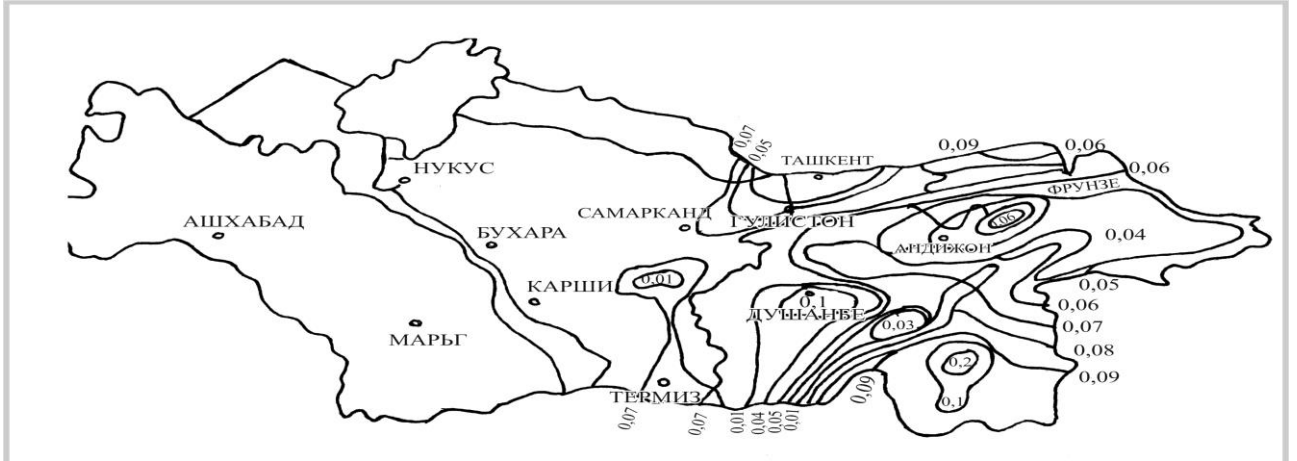 0,07
0,05
ТАШКЕНТ
0,09
0,06
0,06
НУКУС
ФРУНЗЕ
АШХАБАД
САМАРКАНД
ГУЛИСТОН
0,06
БУХАРА
АНДИЖОН
0,04
КАРШИ
0,01
0,05
0,1
0,06
МАРЬГ
ДУШАНБЕ
0,03
0,07
0,08
0,2
0,09
0,09
ТЕРМИЗ
0,1
0,07
0,07
0,01
0,04
0,05
0,01